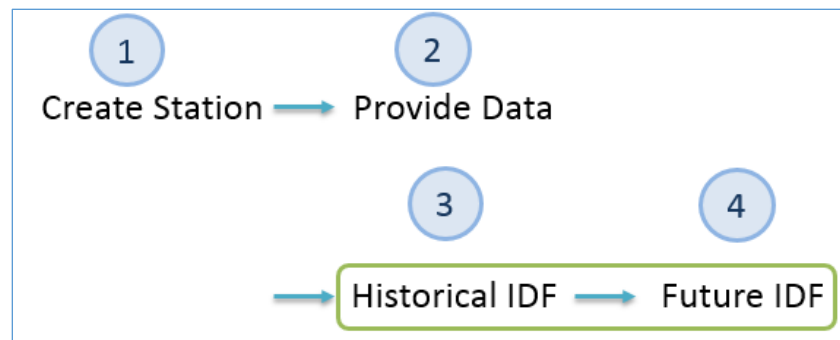 1 2
Create Station Provide Data
3 4
Historical IDF Future IDF